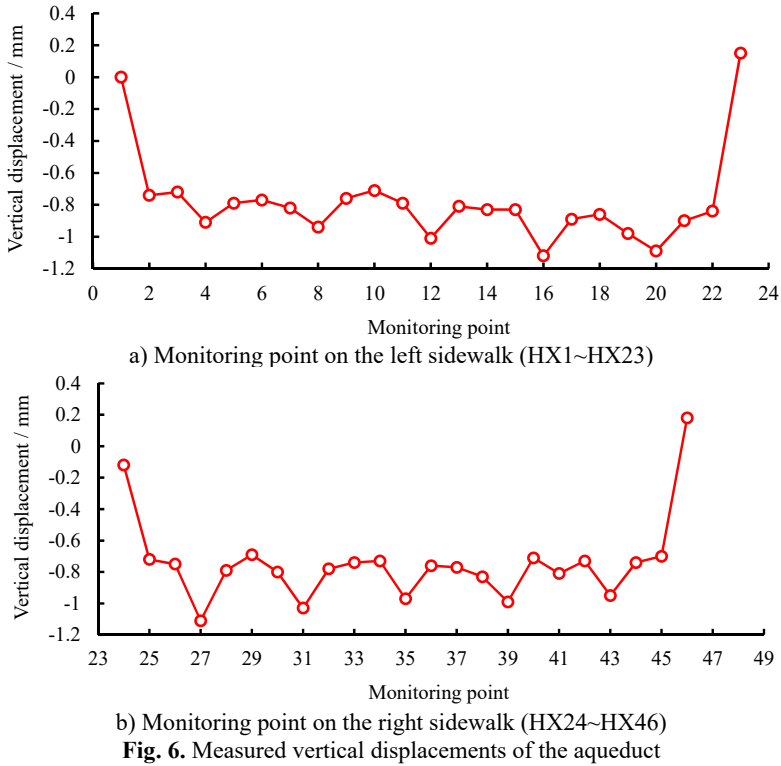 Vertical displacement / mm
0.4
0.2
0
-0.2
-0.4
-0.6
-0.8
-1
-1.2
0 2 4 6 8 10 12 14 16 18 20 22 24
Monitoring point
a) Monitoring point on the left sidewalk (HX1~HX23)
Vertical displacement / mm
0.4
0.2
0
-0.2
-0.4
-0.6
-0.8
-1
-1.2
23 25 27 29 31 33 35 37 39 41 43 45 47 49
Monitoring point
b) Monitoring point on the right sidewalk (HX24~HX46)
Fig. 6. Measured vertical displacements of the aqueduct